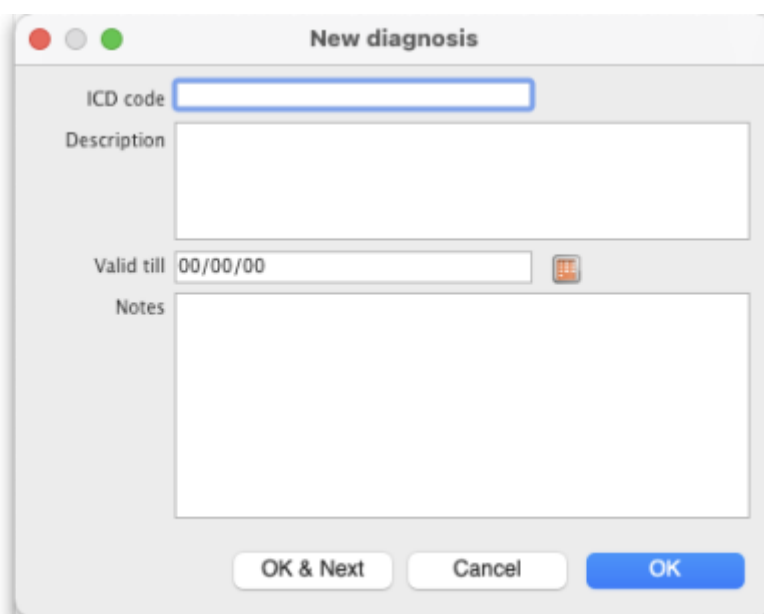 New diagnosis
ICD code
Description
Valid till 00/00/00
Notes
OK & Next Cancel OK